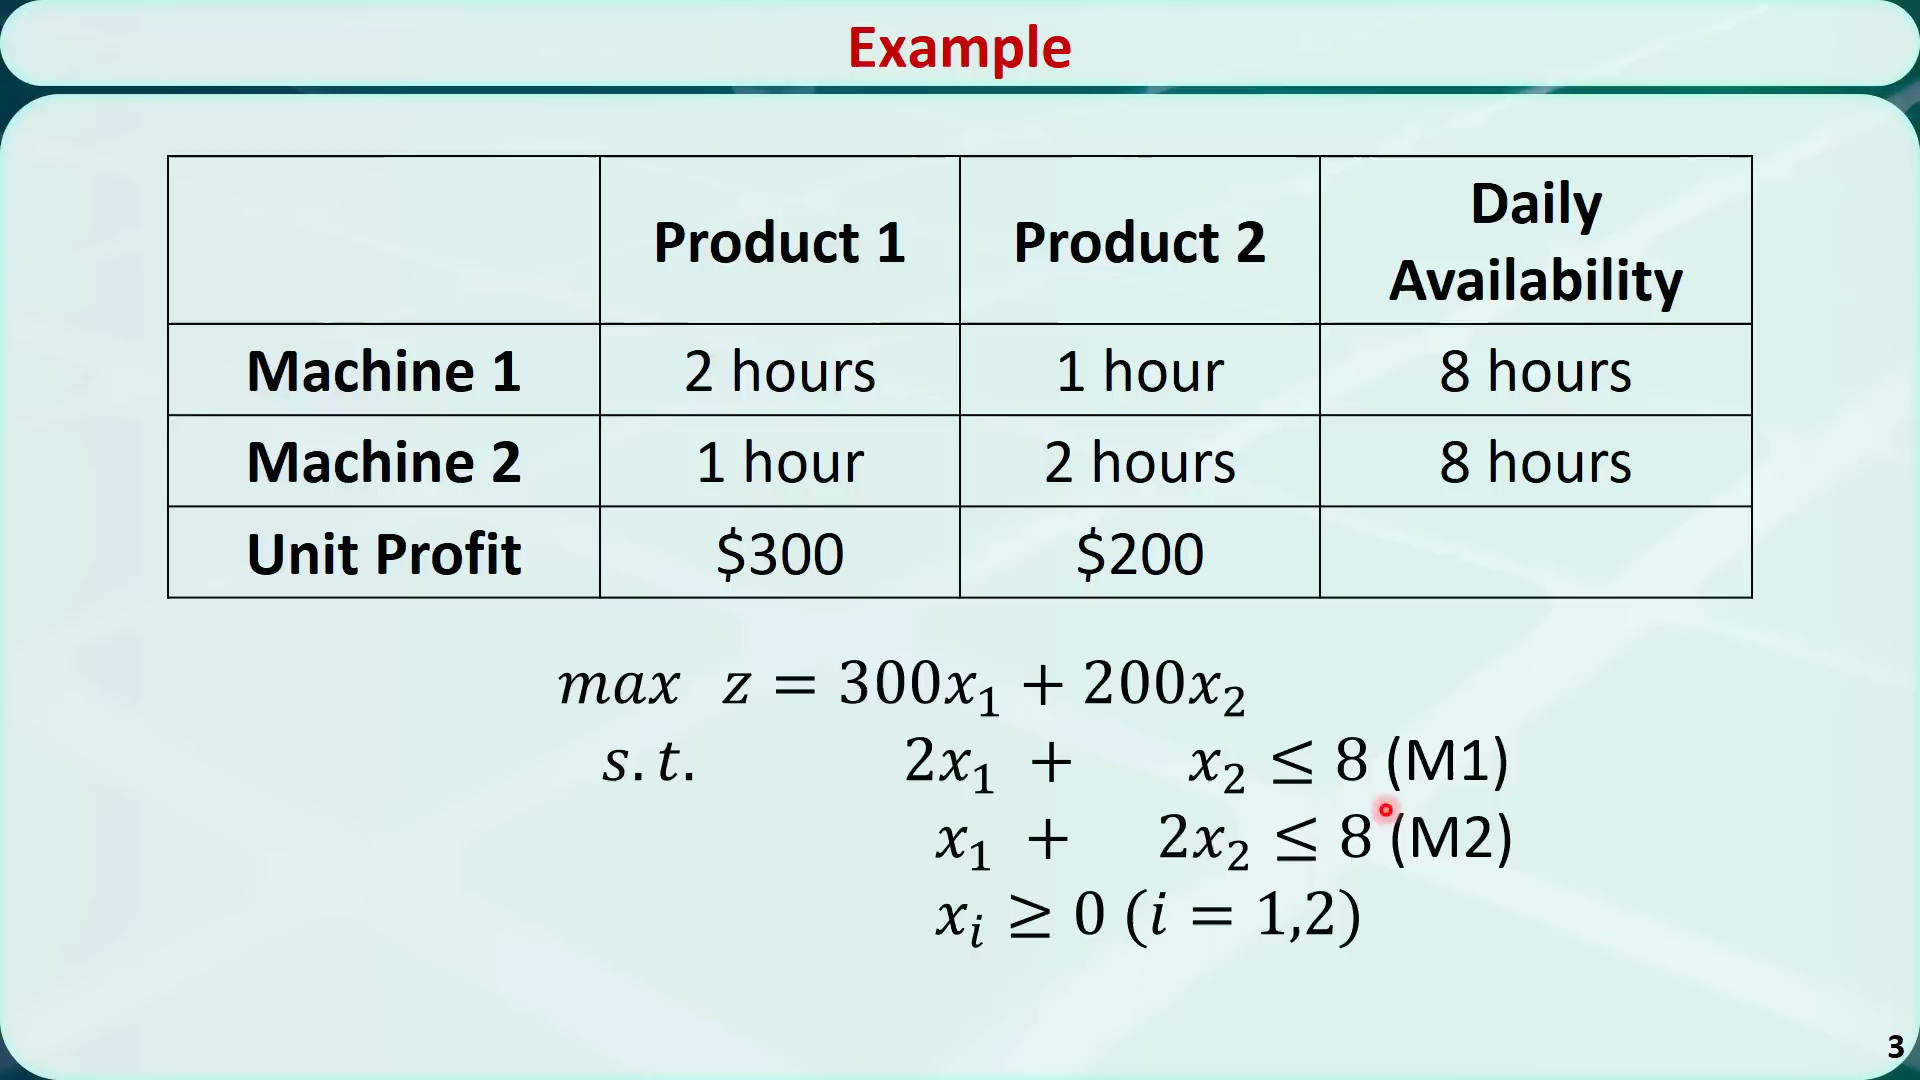 Example
Product 1 Product 2 Daily Availability
Machine 1 2 hours 1 hour 8 hours
Machine 2 1 hour 2 hours 8 hours
Unit Profit $300 $200
max z = 300x₁ + 200x₂
s.t. 2x₁ + x₂ ≤ 8 (M1)
x₁ + 2x₂ ≤ 8 (M2)
xᵢ ≥ 0 (i = 1,2)
3